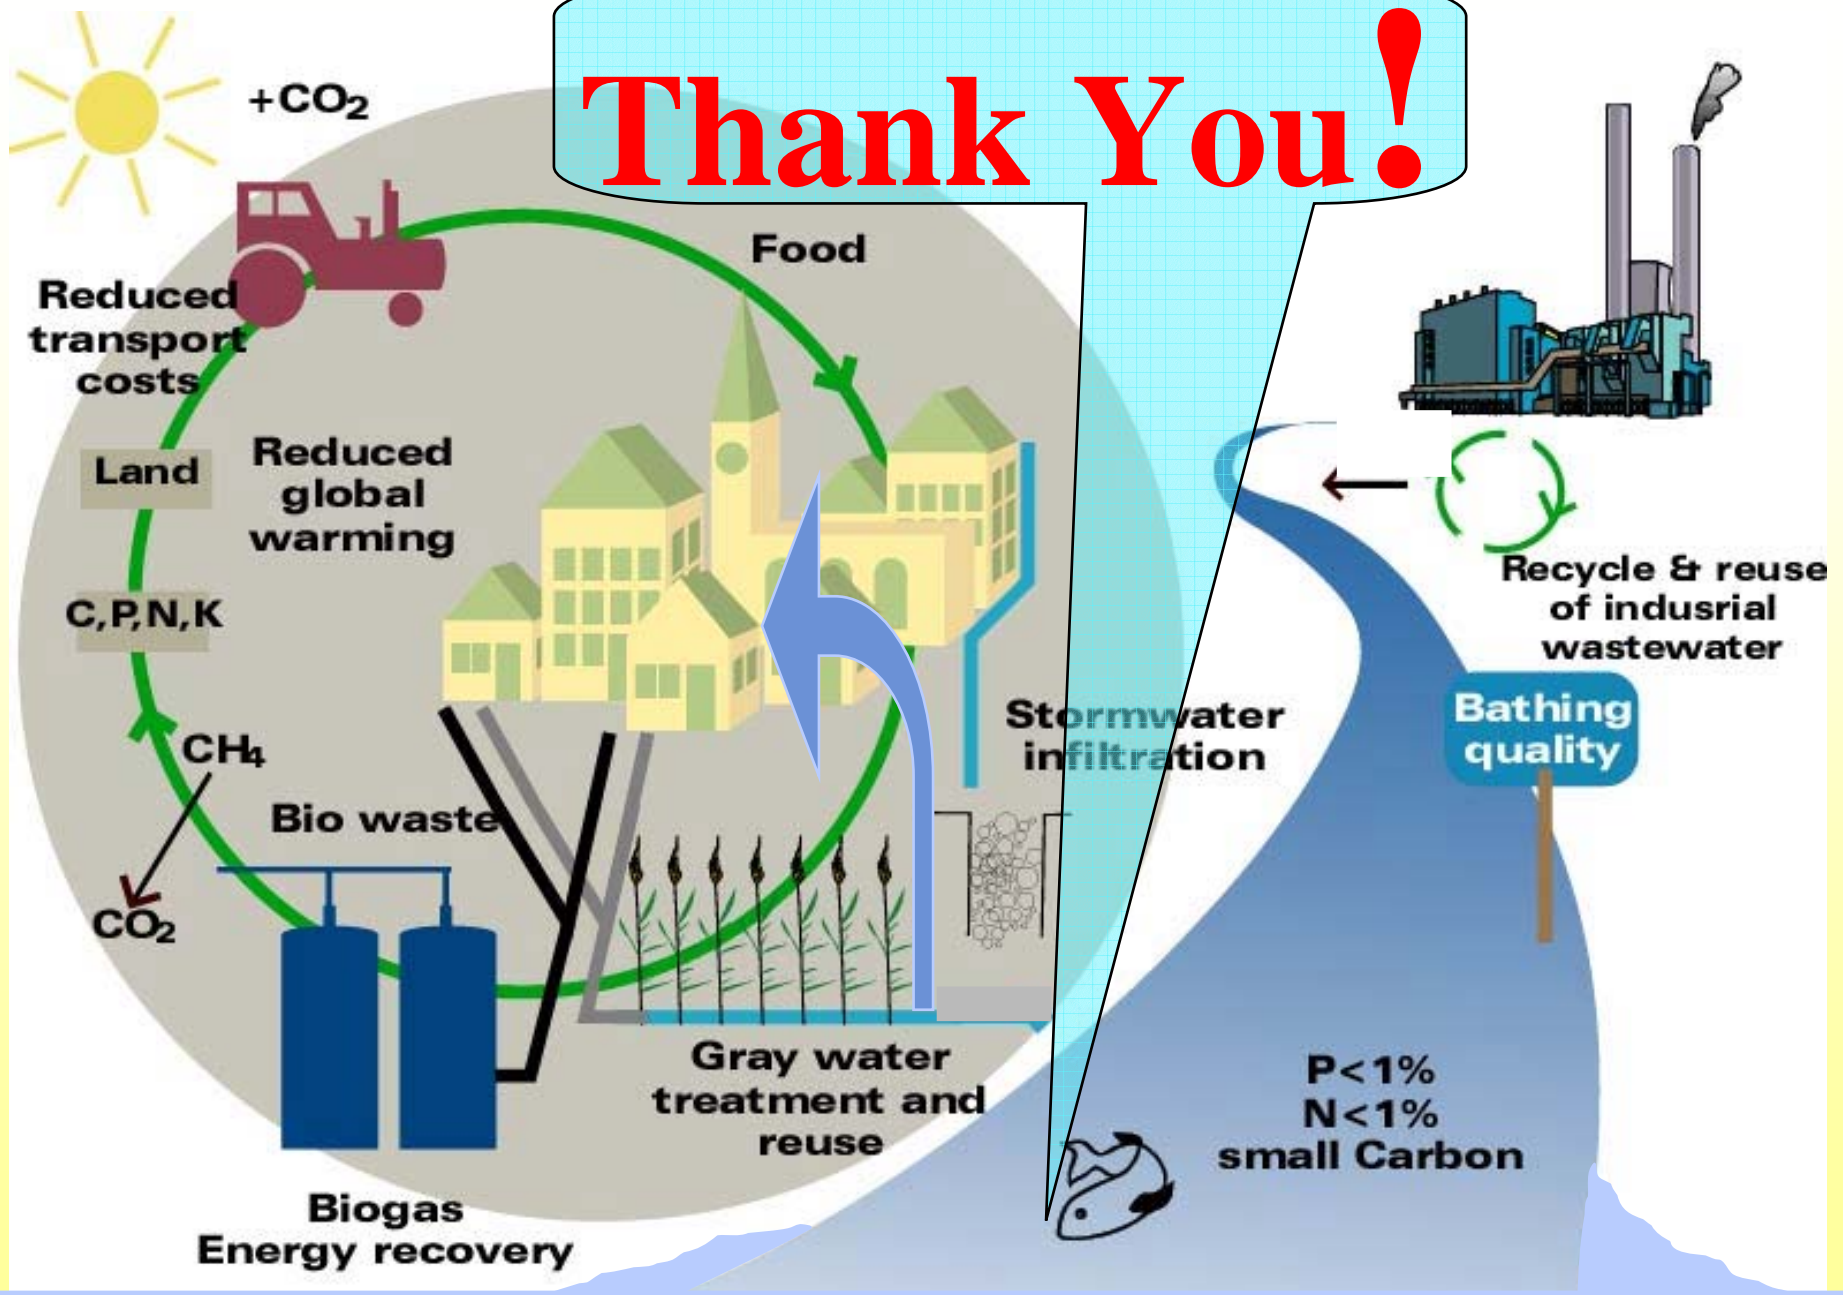 Thank You!
+CO₂
Food
Reduced
transport
costs
Land
Reduced
global
warming
C,P,N,K
CH₄
CO₂
Bio waste
Stormwater
infiltration
Recycle & reuse
of indusrial
wastewater
Bathing
quality
Gray water
treatment and
reuse
P<1%
N<1%
small Carbon
Biogas
Energy recovery